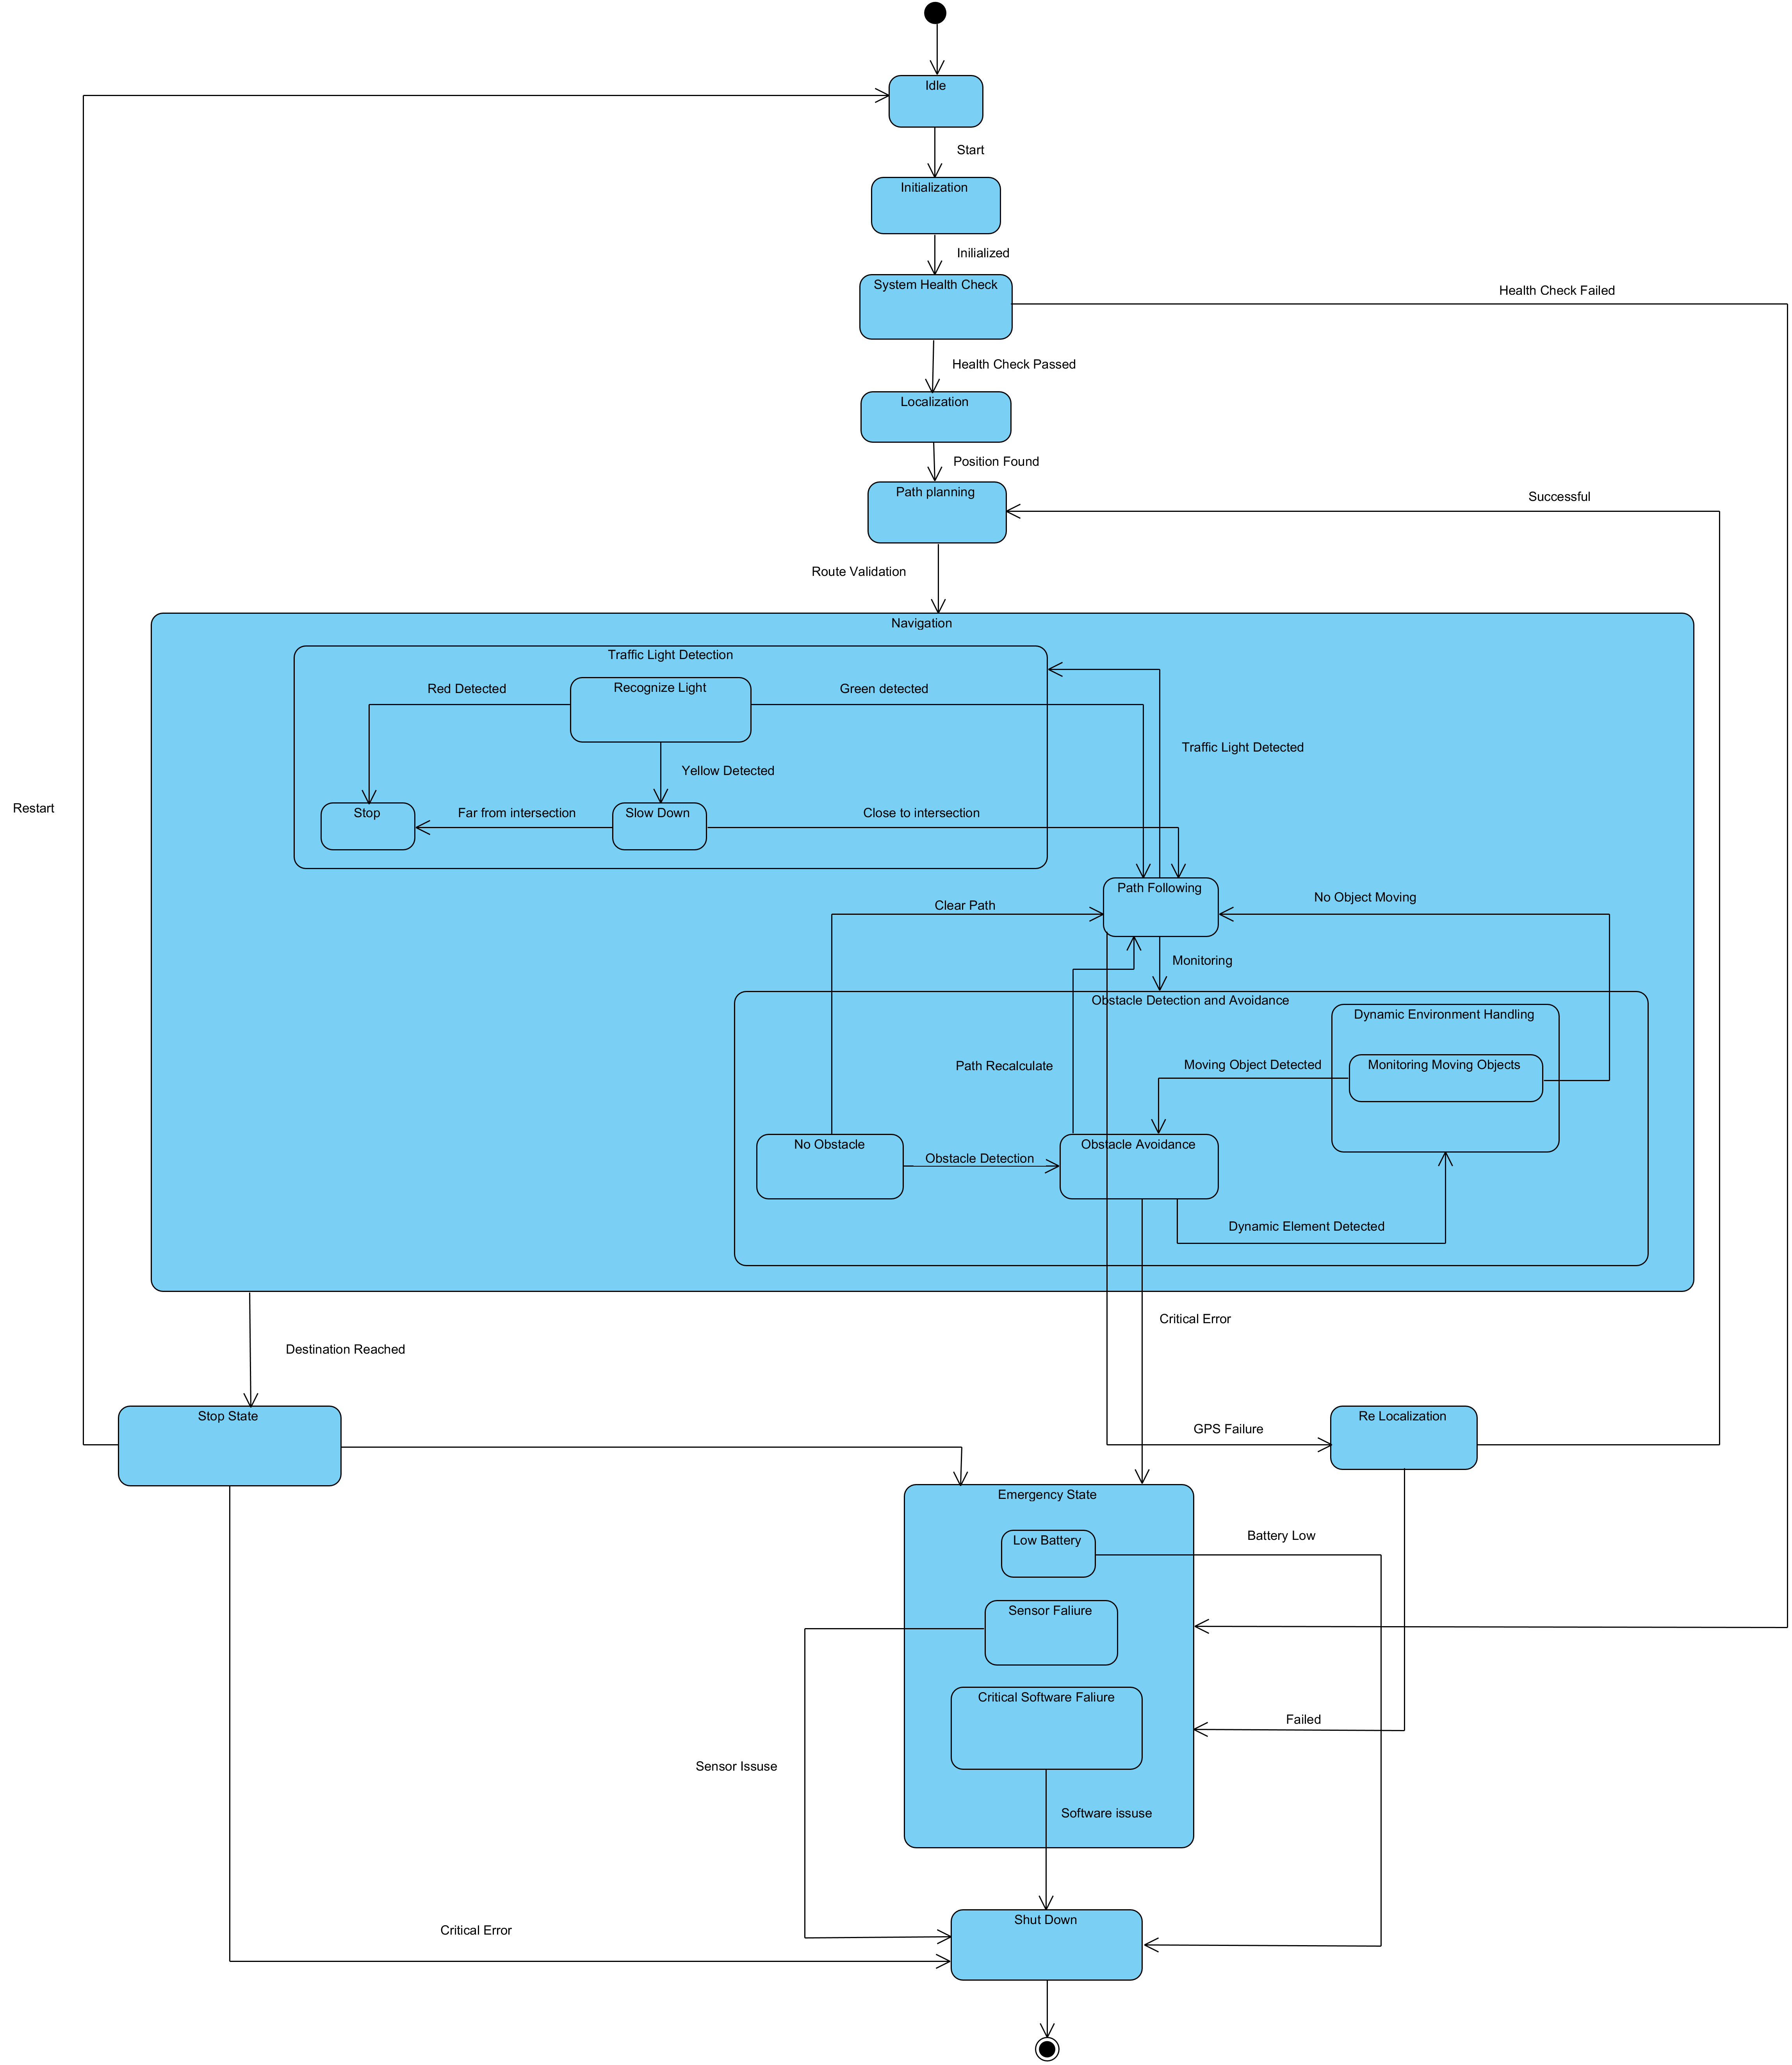 Idle
Start
Initialization
Inilialized
System Health Check
Health Check Failed
Health Check Passed
Localization
Position Found
Path planning
Successful
Route Validation
Navigation
Traffic Light Detection
Recognize Light
Red Detected
Green detected
Traffic Light Detected
Yellow Detected
Restart
Stop
Far from intersection
Slow Down
Close to intersection
Path Following
No Object Moving
Clear Path
Monitoring
Obstacle Detection and Avoidance
Dynamic Environment Handling
Path Recalculate
Moving Object Detected
Monitoring Moving Objects
No Obstacle
Obstacle Detection
Obstacle Avoidance
Dynamic Element Detected
Critical Error
Destination Reached
Stop State
GPS Failure
Re Localization
Emergency State
Low Battery
Battery Low
Sensor Faliure
Critical Software Faliure
Failed
Sensor Issuse
Software issuse
Shut Down
Critical Error